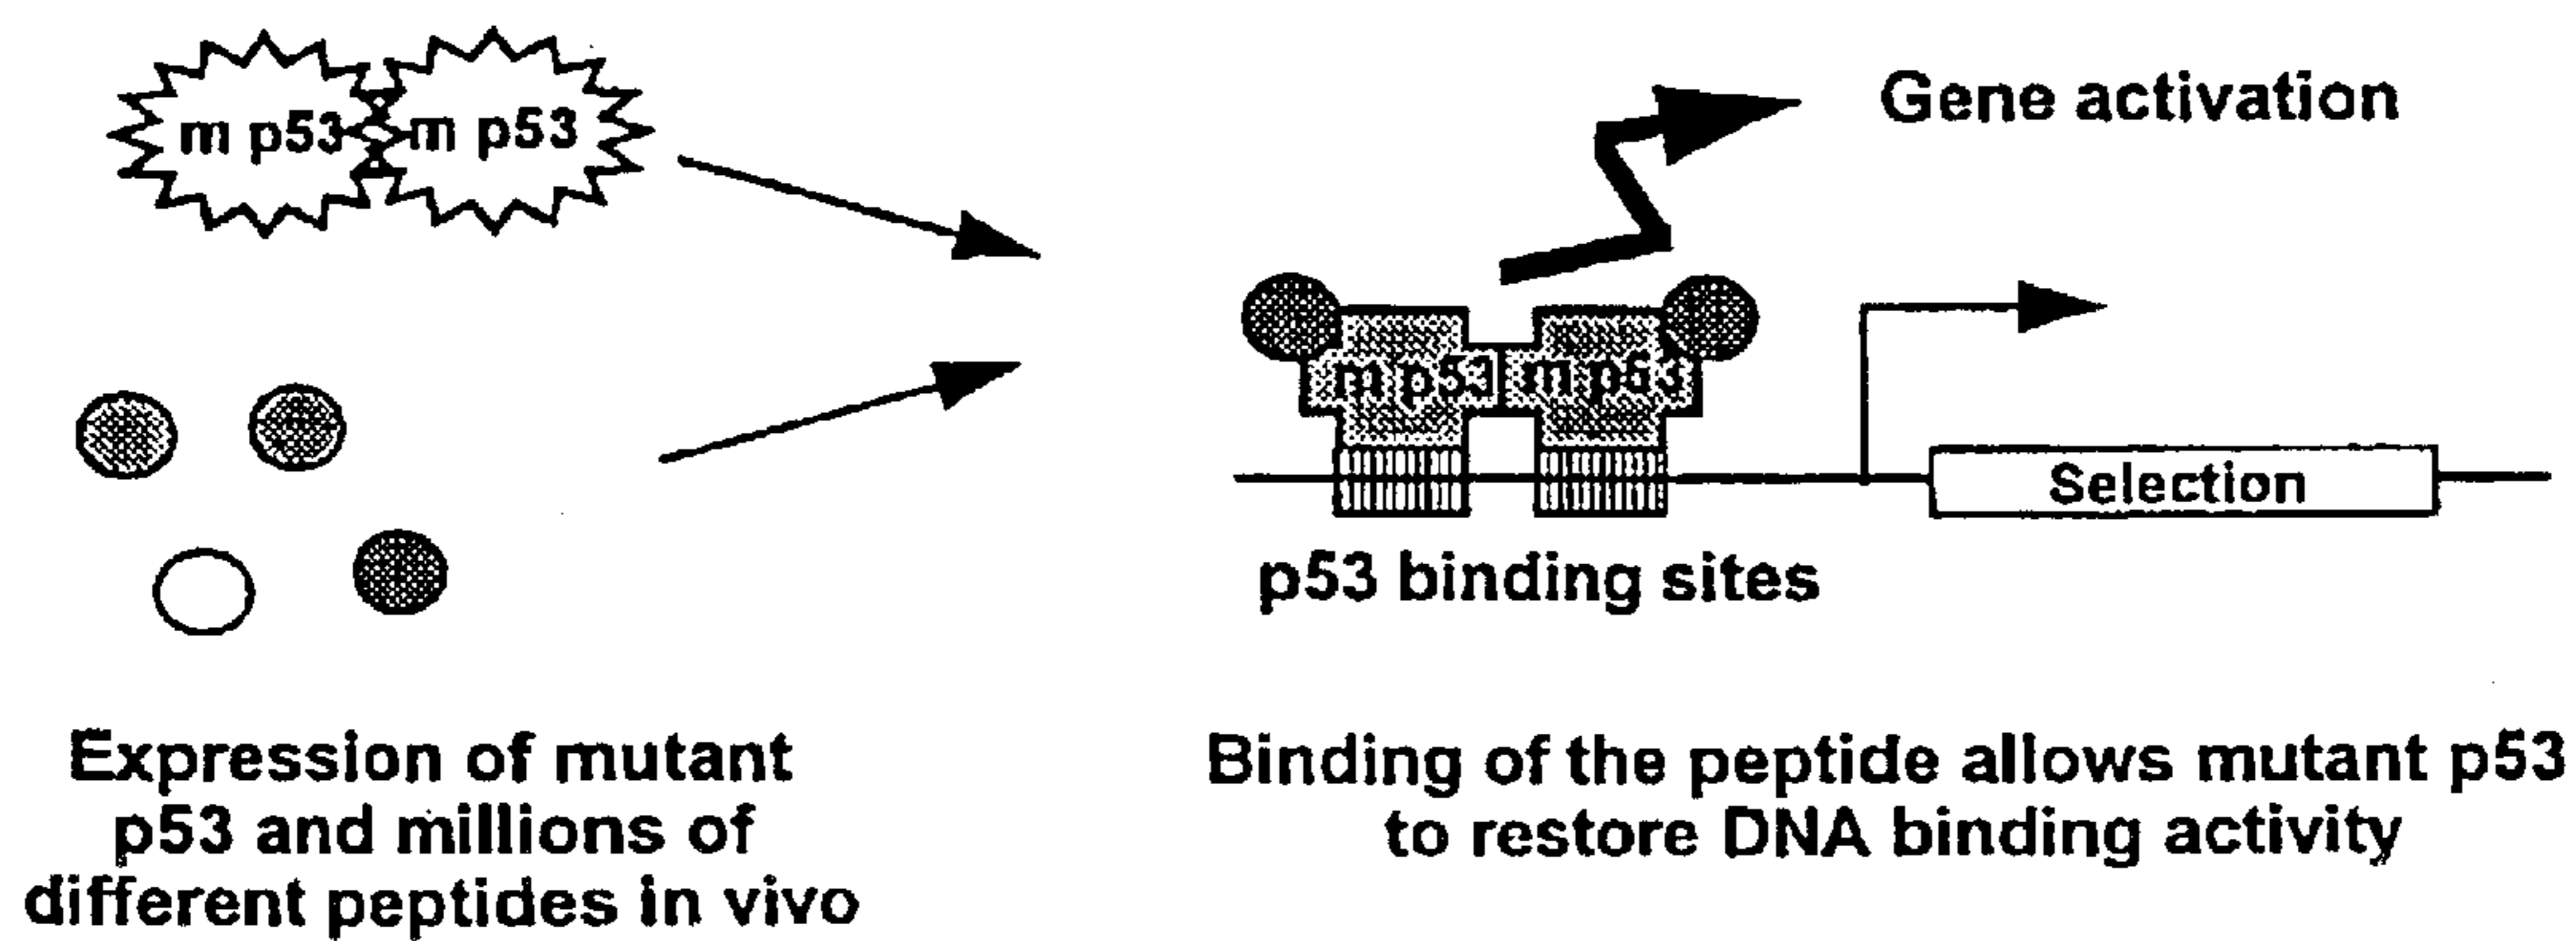 m p53 m p53
Gene activation
m p53 m p53
Selection
p53 binding sites
Expression of mutant
p53 and millions of
different peptides in vivo
Binding of the peptide allows mutant p53
to restore DNA binding activity